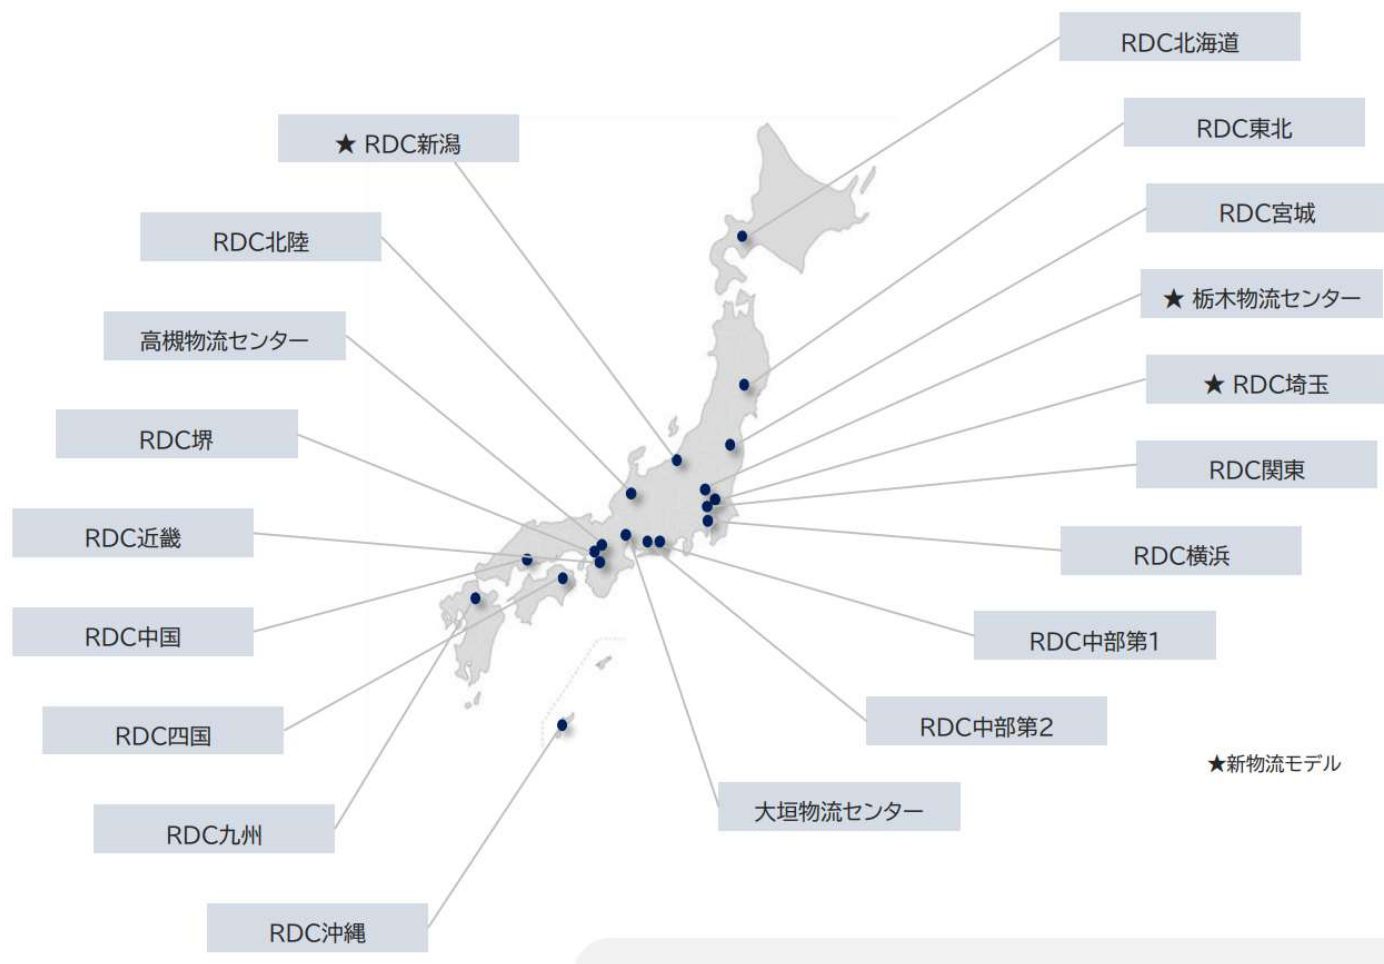 RDC北海道
RDC東北
★ RDC新潟
RDC宮城
RDC北陸
★ 栃木物流センター
高槻物流センター
★ RDC埼玉
RDC堺
RDC関東
RDC近畿
RDC横浜
RDC中国
RDC中部第1
RDC四国
RDC中部第2
★新物流モデル
大垣物流センター
RDC九州
RDC沖縄